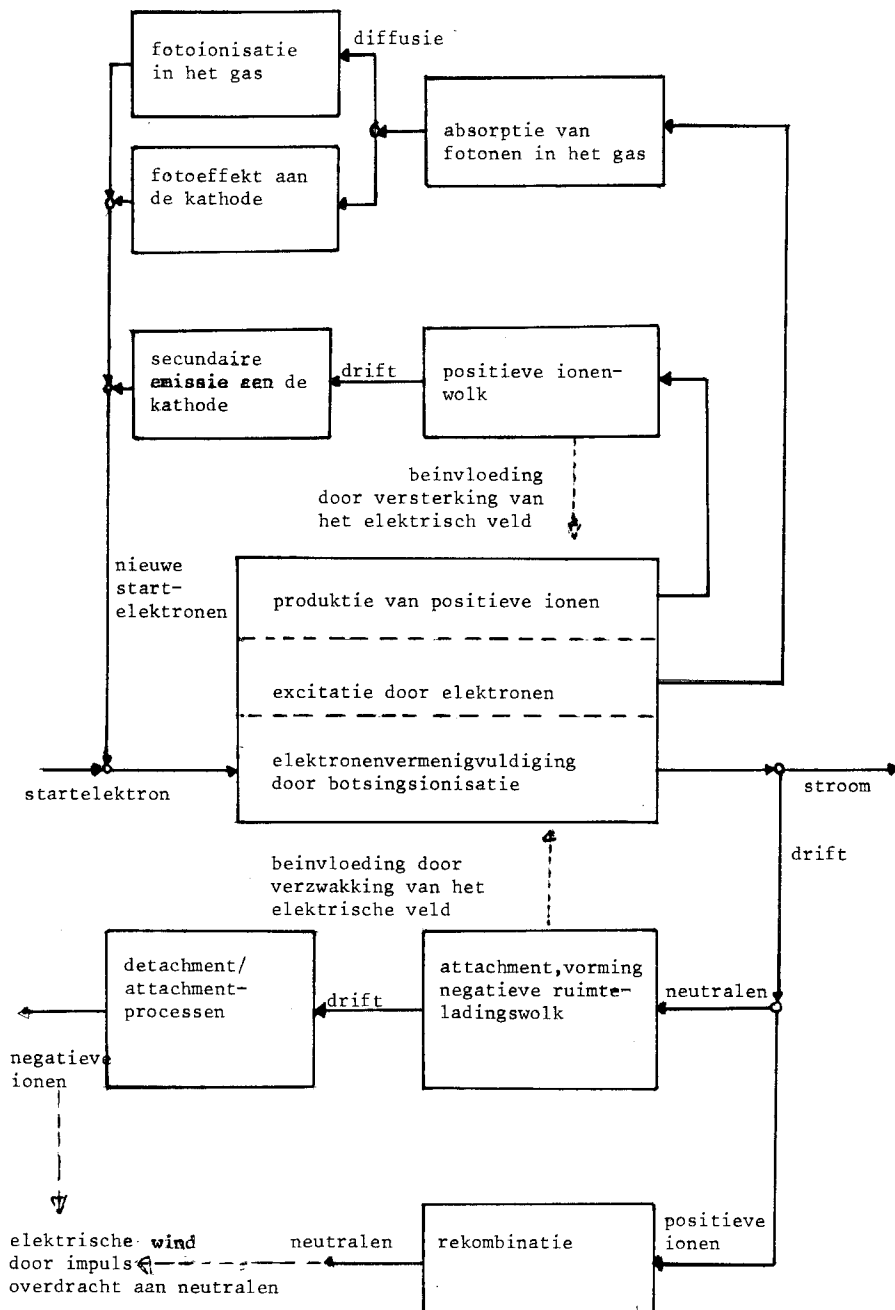 diffusie
fotoionisatie
in het gas
absorptie van
fotonen in het gas
fotoeffekt aan
de kathode
secundaire
emissie aan de
kathode
drift
positieve ionen-
wolk
beinvloeding
door versterking van
het elektrisch veld
nieuwe
start-
elektronen
produktie van positieve ionen
excitatie door elektronen
elektronenvermenigvuldiging
door botsingsionisatie
startelektron
stroom
drift
beinvloeding door
verzwakking van het
elektrische veld
detachment/
attachment-
processen
drift
attachment,vorming
negatieve ruimte-
ladingswolk
neutralen
negatieve
ionen
positieve
ionen
rekombinatie
neutralen
elektrische wind
door impuls
overdracht aan neutralen